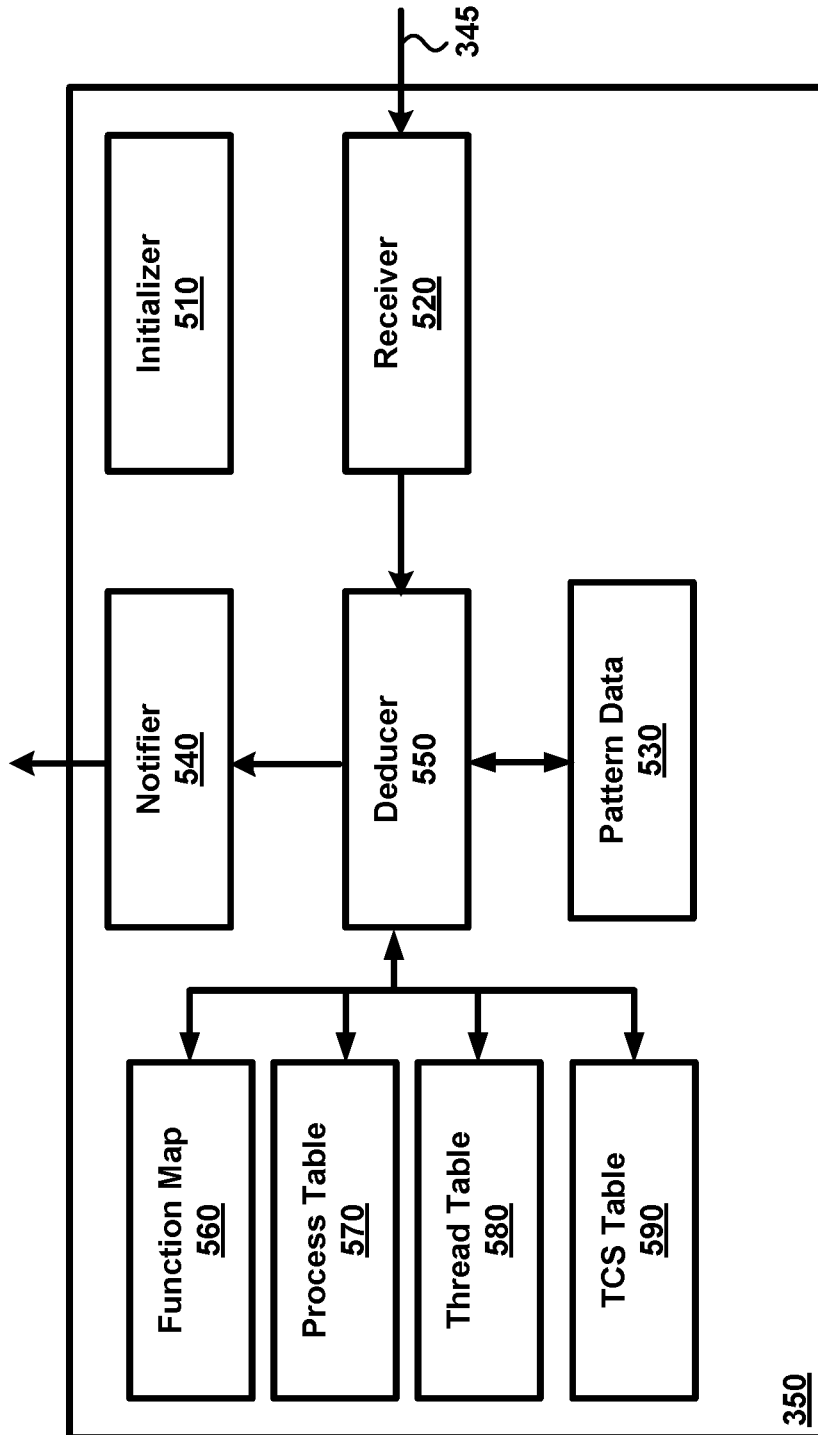 Function Map
560
Notifier
540
Initializer
510
Process Table
570
Deducer
550
Receiver
520
345
Thread Table
580
TCS Table
590
Pattern Data
530
350